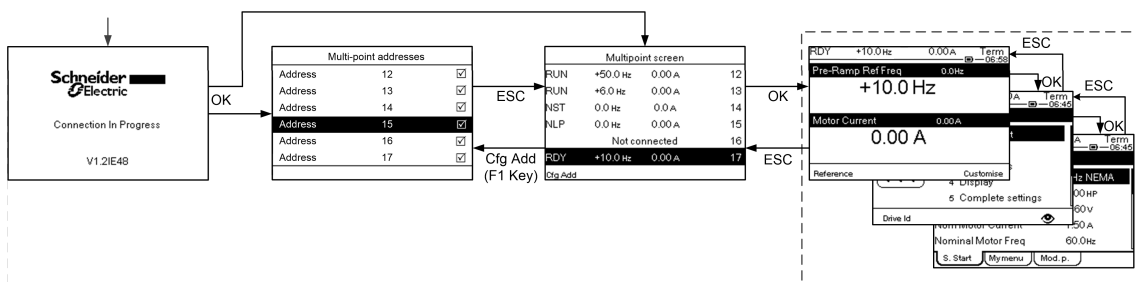 Schneider
Electric
Connection In Progress
V1.2IE48
OK
Multi-point addresses
Address 12
Address 13
Address 14
Address 15
Address 16
Address 17
ESC
Cfg Add
(F1 Key)
Multipoint screen
RUN +50.0 Hz 0.00 A 12
RUN +6.0 Hz 0.00 A 13
NST 0.0 Hz 0.0 A 14
NLP 0.0 Hz 0.00 A 15
Not connected 16
RDY +10.0 Hz 0.00 A 17
Cfg Add
OK
ESC
RDY +10.0 Hz 0.00A Term
06:58
Pre-Ramp Ref Freq 0.0Hz
+10.0 Hz
Motor Current 0.00A
0.00 A
Reference Customise
ESC
OK
Term
06:45
4 Display
5 Complete settings
Drive Id
ESC
OK
A Term
06:45
Hz NEMA
00 HP
60 V
Nom Motor Current 1.50 A
Nominal Motor Freq 60.0Hz
S. Start Mymenu Mod.p.